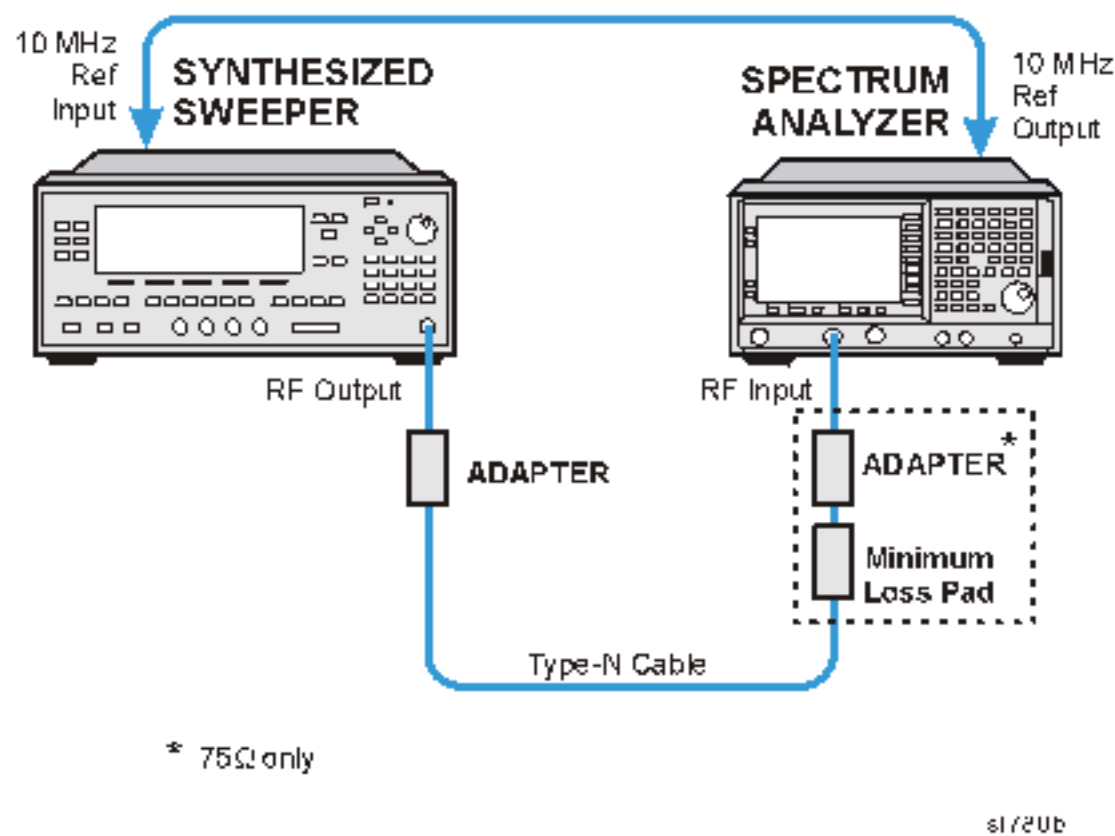 10 MHz
Ref
Input
SYNTHESIZED
SWEEPER
SPECTRUM
ANALYZER
10 MHz
Ref
Output
RF Output
RF Input
ADAPTER
ADAPTER*
Minimum
Loss Pad
Type-N Cable
* 75Ω only